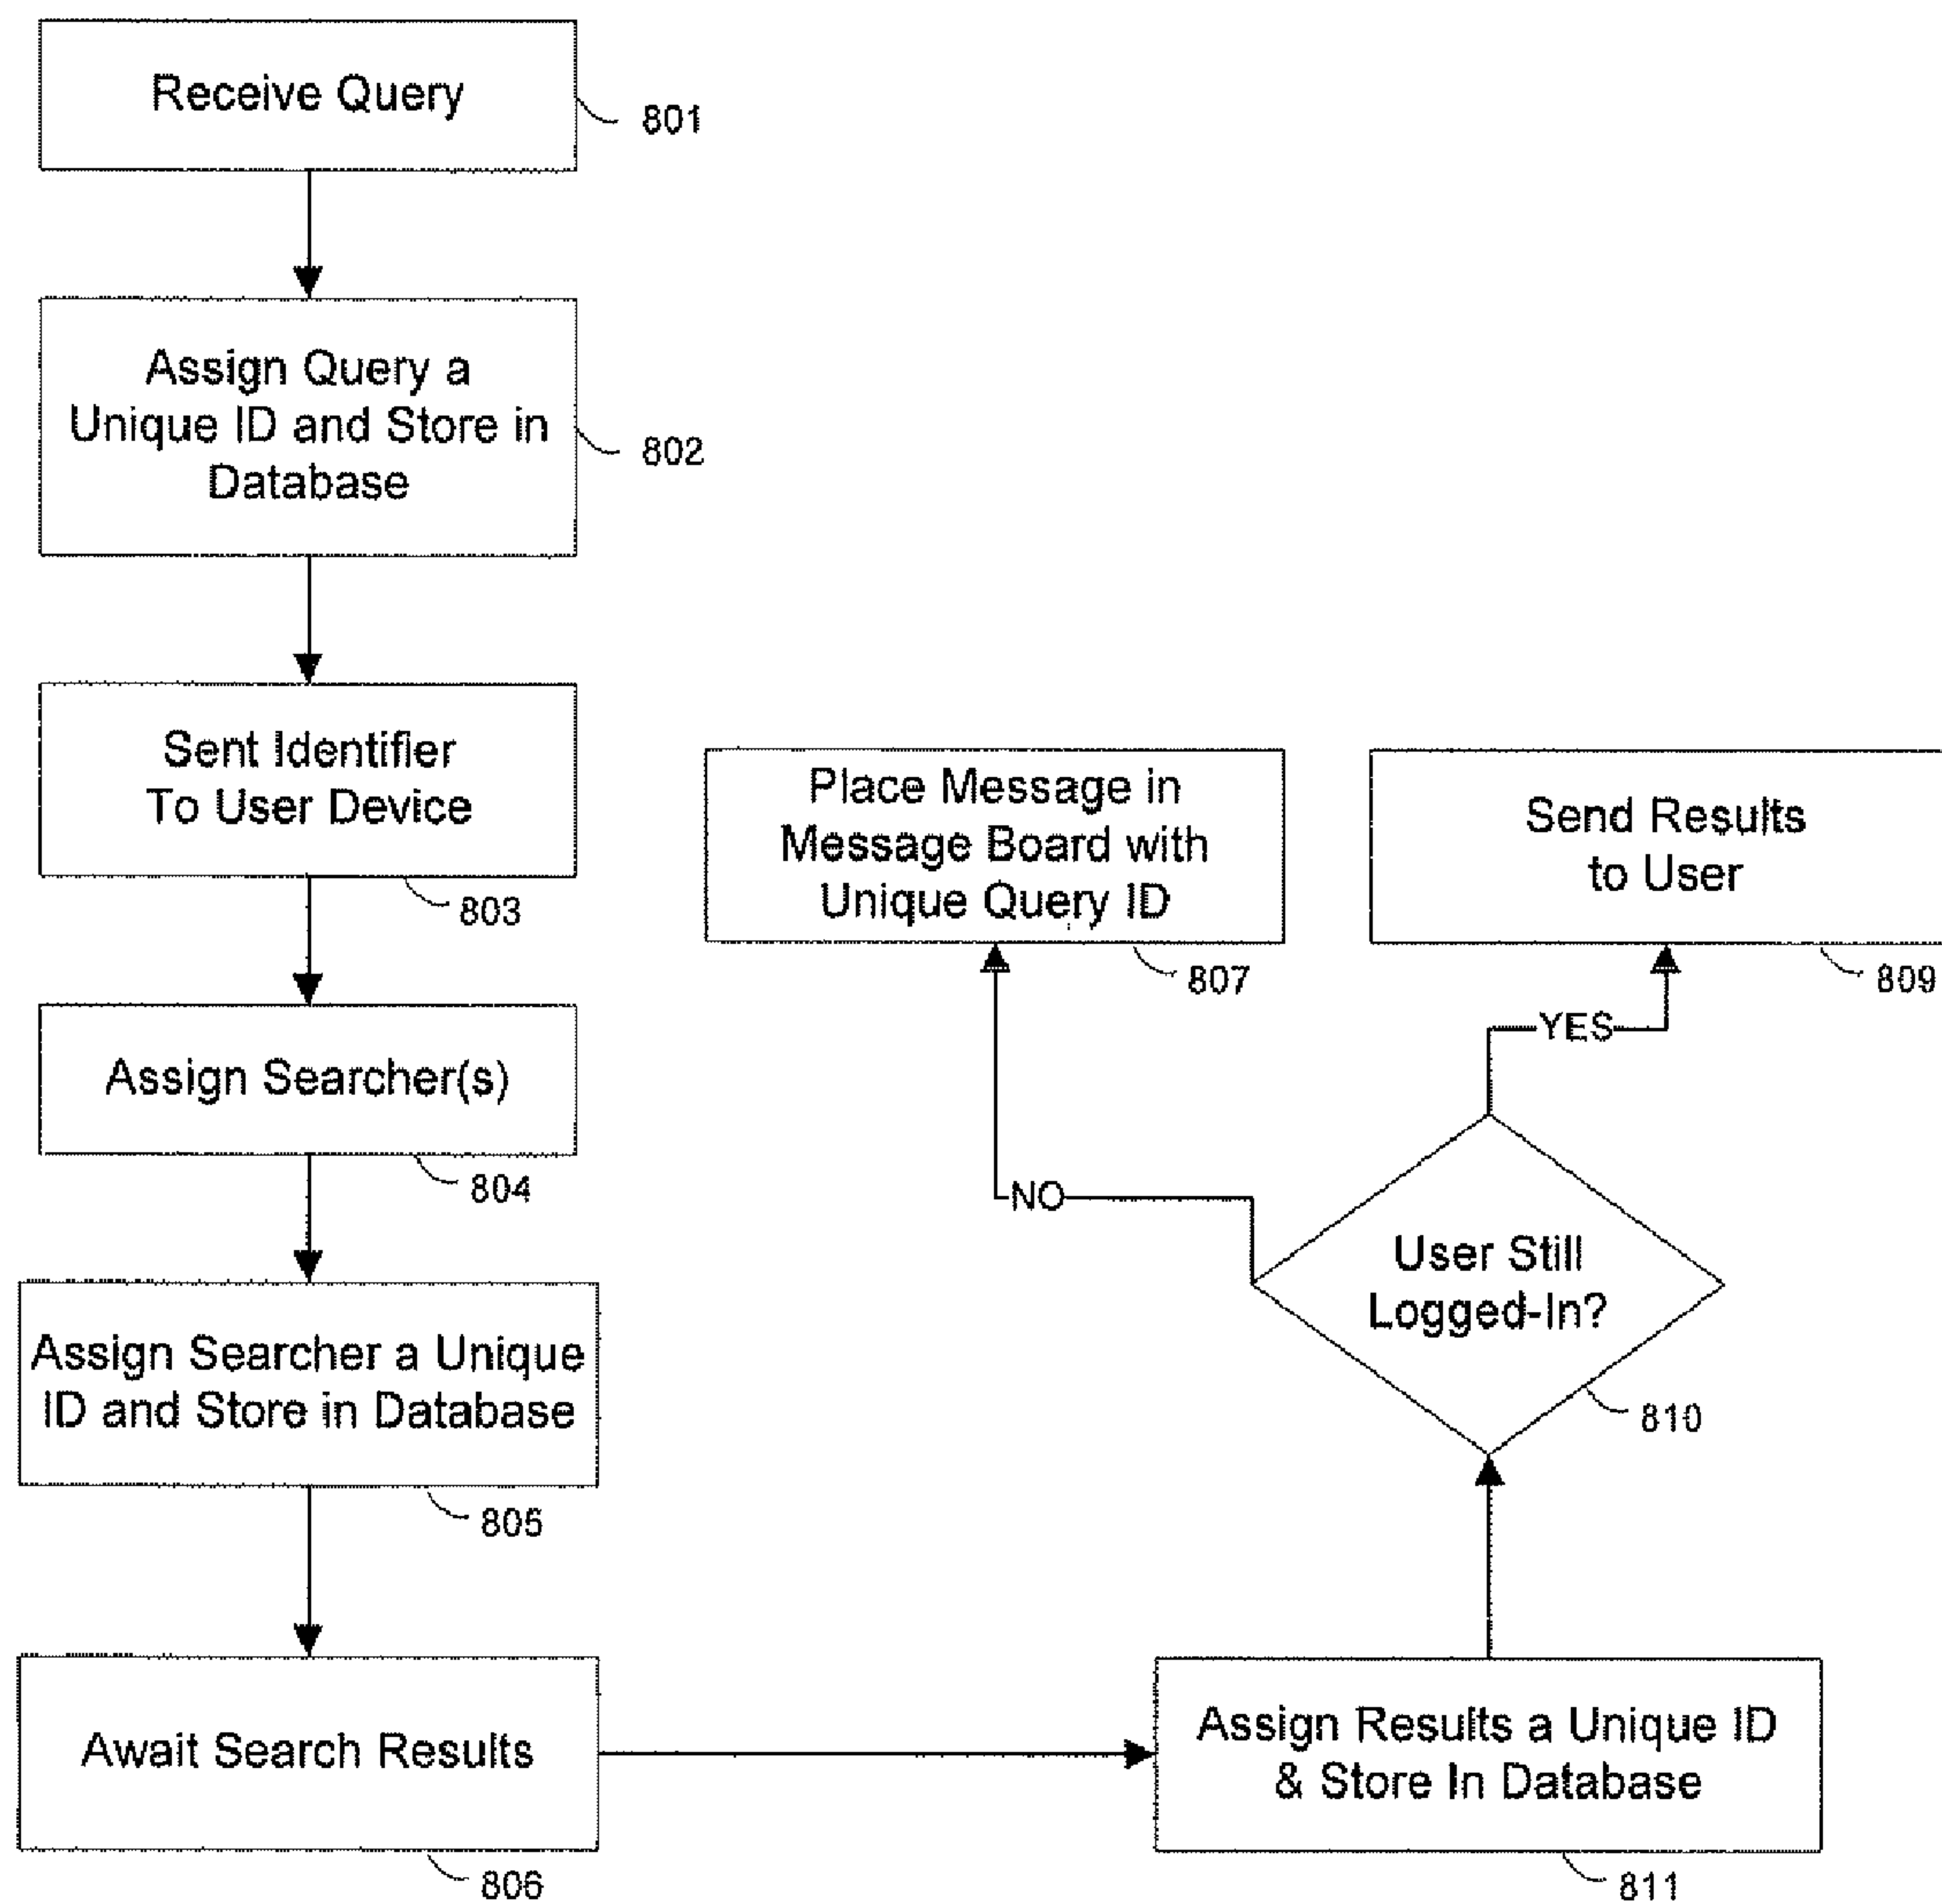 Receive Query
801
Assign Query a
Unique ID and Store in
Database
802
Sent Identifier
To User Device
803
Assign Searcher(s)
804
Assign Searcher a Unique
ID and Store in Database
805
Await Search Results
806
Assign Results a Unique ID
& Store In Database
811
User Still
Logged-In?
810
NO
Place Message in
Message Board with
Unique Query ID
807
YES
Send Results
to User
809